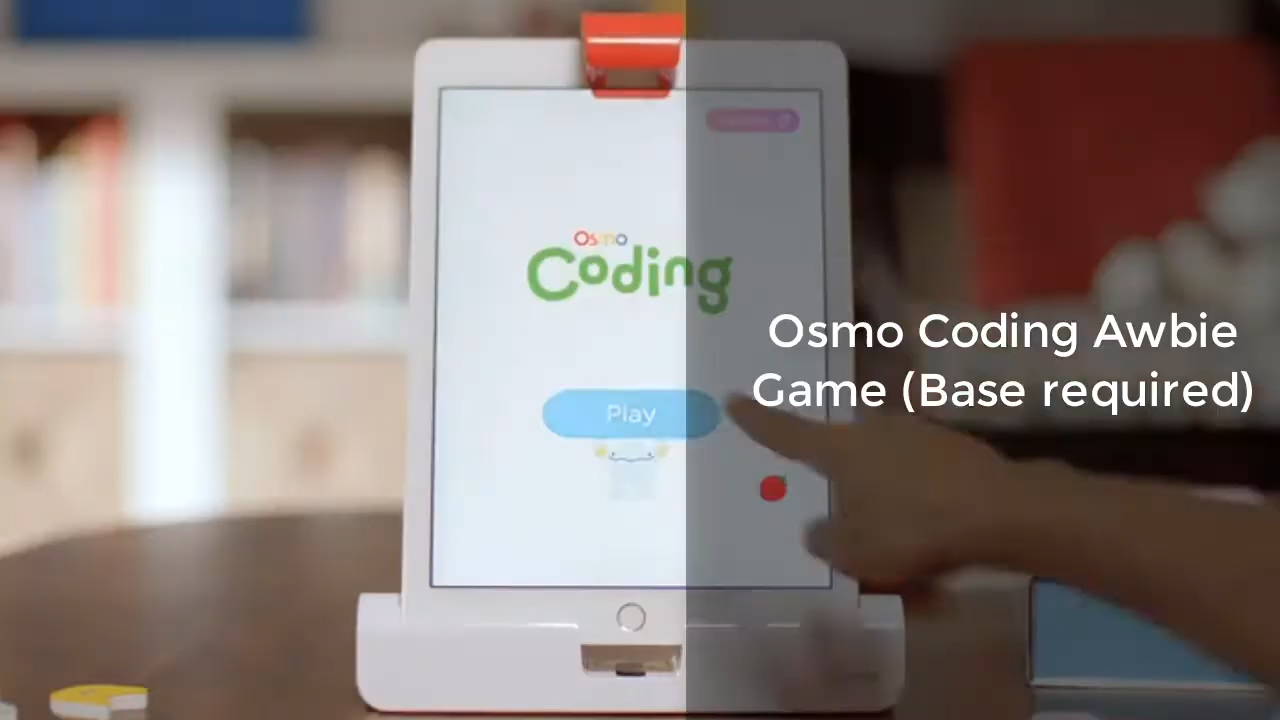 Osmo
Coding
Play
Osmo Coding Awbie
Game (Base required)